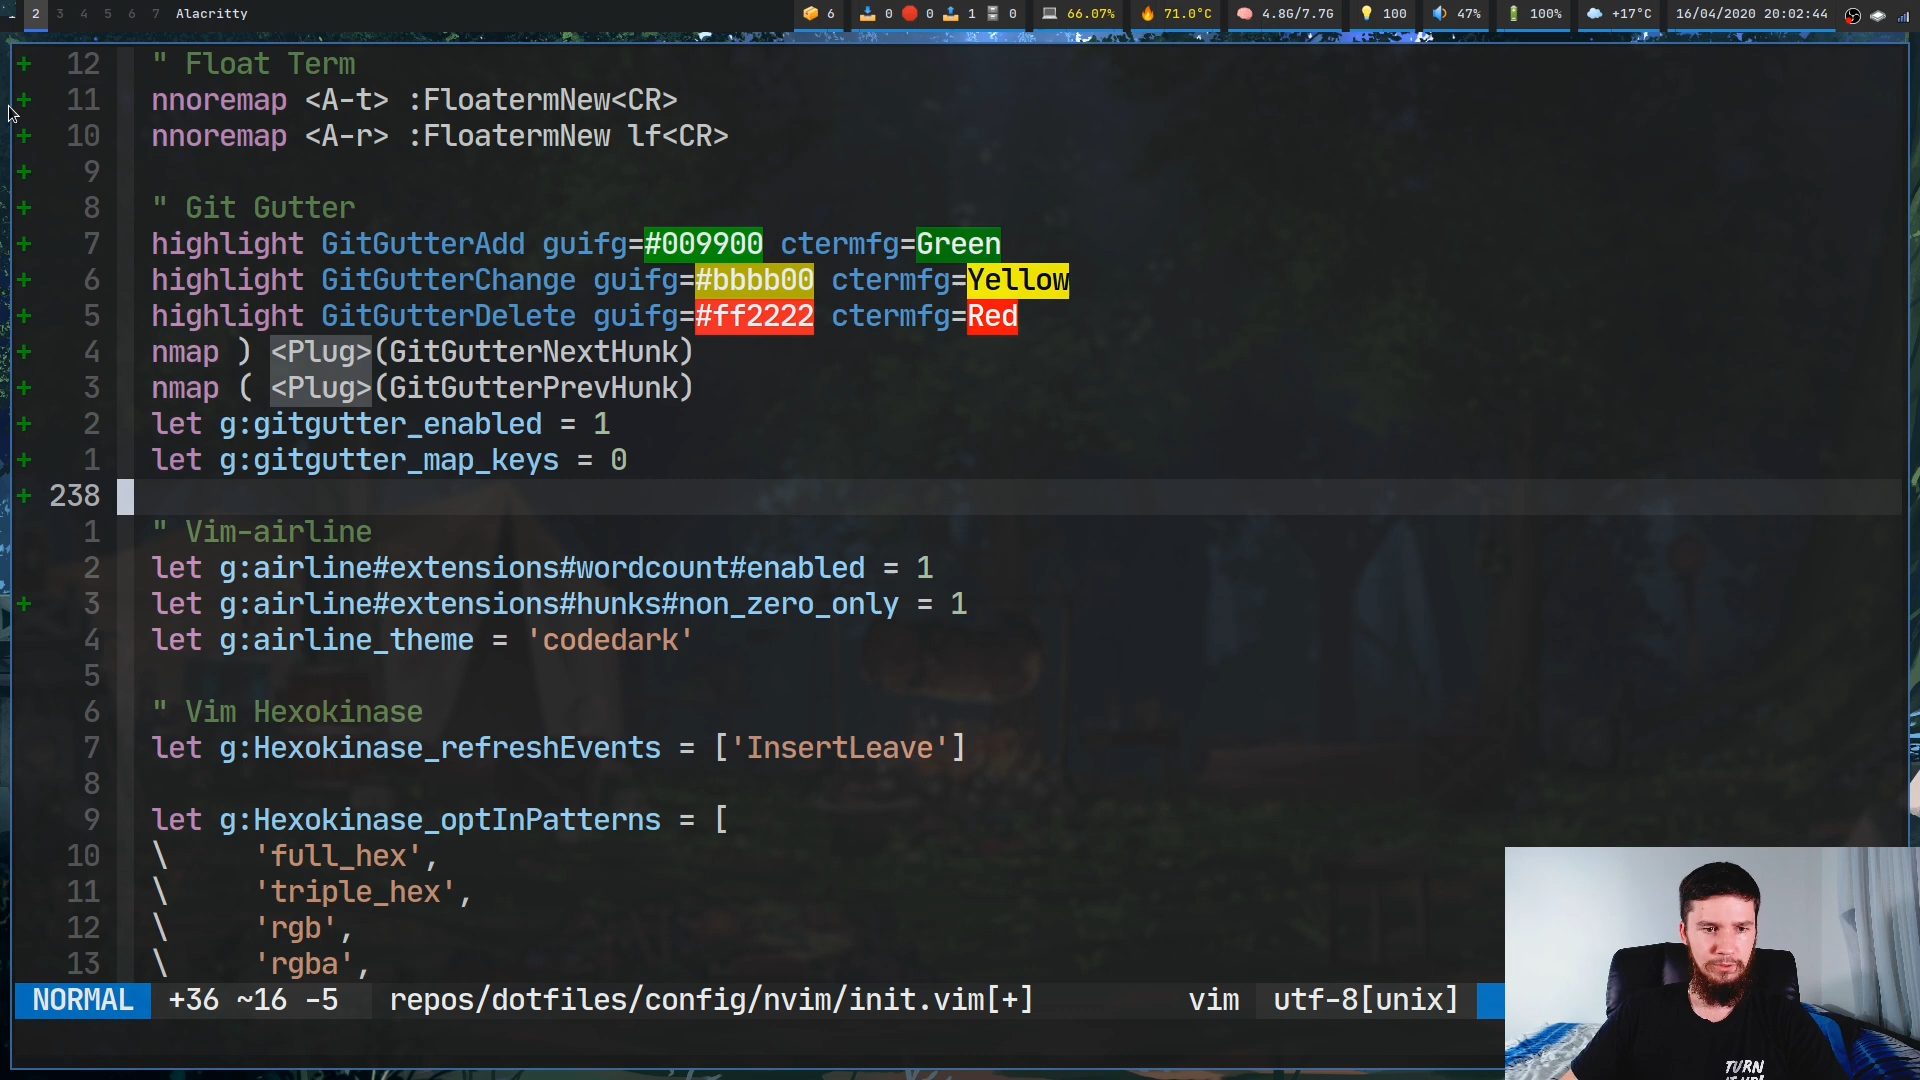 2 3 4 5 6 7 Alacritty 6 0 0 1 0 66.07% 71.0°C 4.8G/7.7G 100 47% 100% +17°C 16/04/2020 20:02:44
+ 12 " Float Term
+ 11 nnoremap <A-t> :FloatermNew<CR>
+ 10 nnoremap <A-r> :FloatermNew lf<CR>
+ 9
+ 8 " Git Gutter
+ 7 highlight GitGutterAdd guifg=#009900 ctermfg=Green
+ 6 highlight GitGutterChange guifg=#bbbb00 ctermfg=Yellow
+ 5 highlight GitGutterDelete guifg=#ff2222 ctermfg=Red
+ 4 nmap ) <Plug>(GitGutterNextHunk)
+ 3 nmap ( <Plug>(GitGutterPrevHunk)
+ 2 let g:gitgutter_enabled = 1
+ 1 let g:gitgutter_map_keys = 0
+ 238
1 " Vim-airline
2 let g:airline#extensions#wordcount#enabled = 1
+ 3 let g:airline#extensions#hunks#non_zero_only = 1
4 let g:airline_theme = 'codedark'
5
6 " Vim Hexokinase
7 let g:Hexokinase_refreshEvents = ['InsertLeave']
8
9 let g:Hexokinase_optInPatterns = [
10 \ 'full_hex',
11 \ 'triple_hex',
12 \ 'rgb',
13 \ 'rgba',
NORMAL +36 ~16 -5 repos/dotfiles/config/nvim/init.vim[+] vim utf-8[unix]
TURN